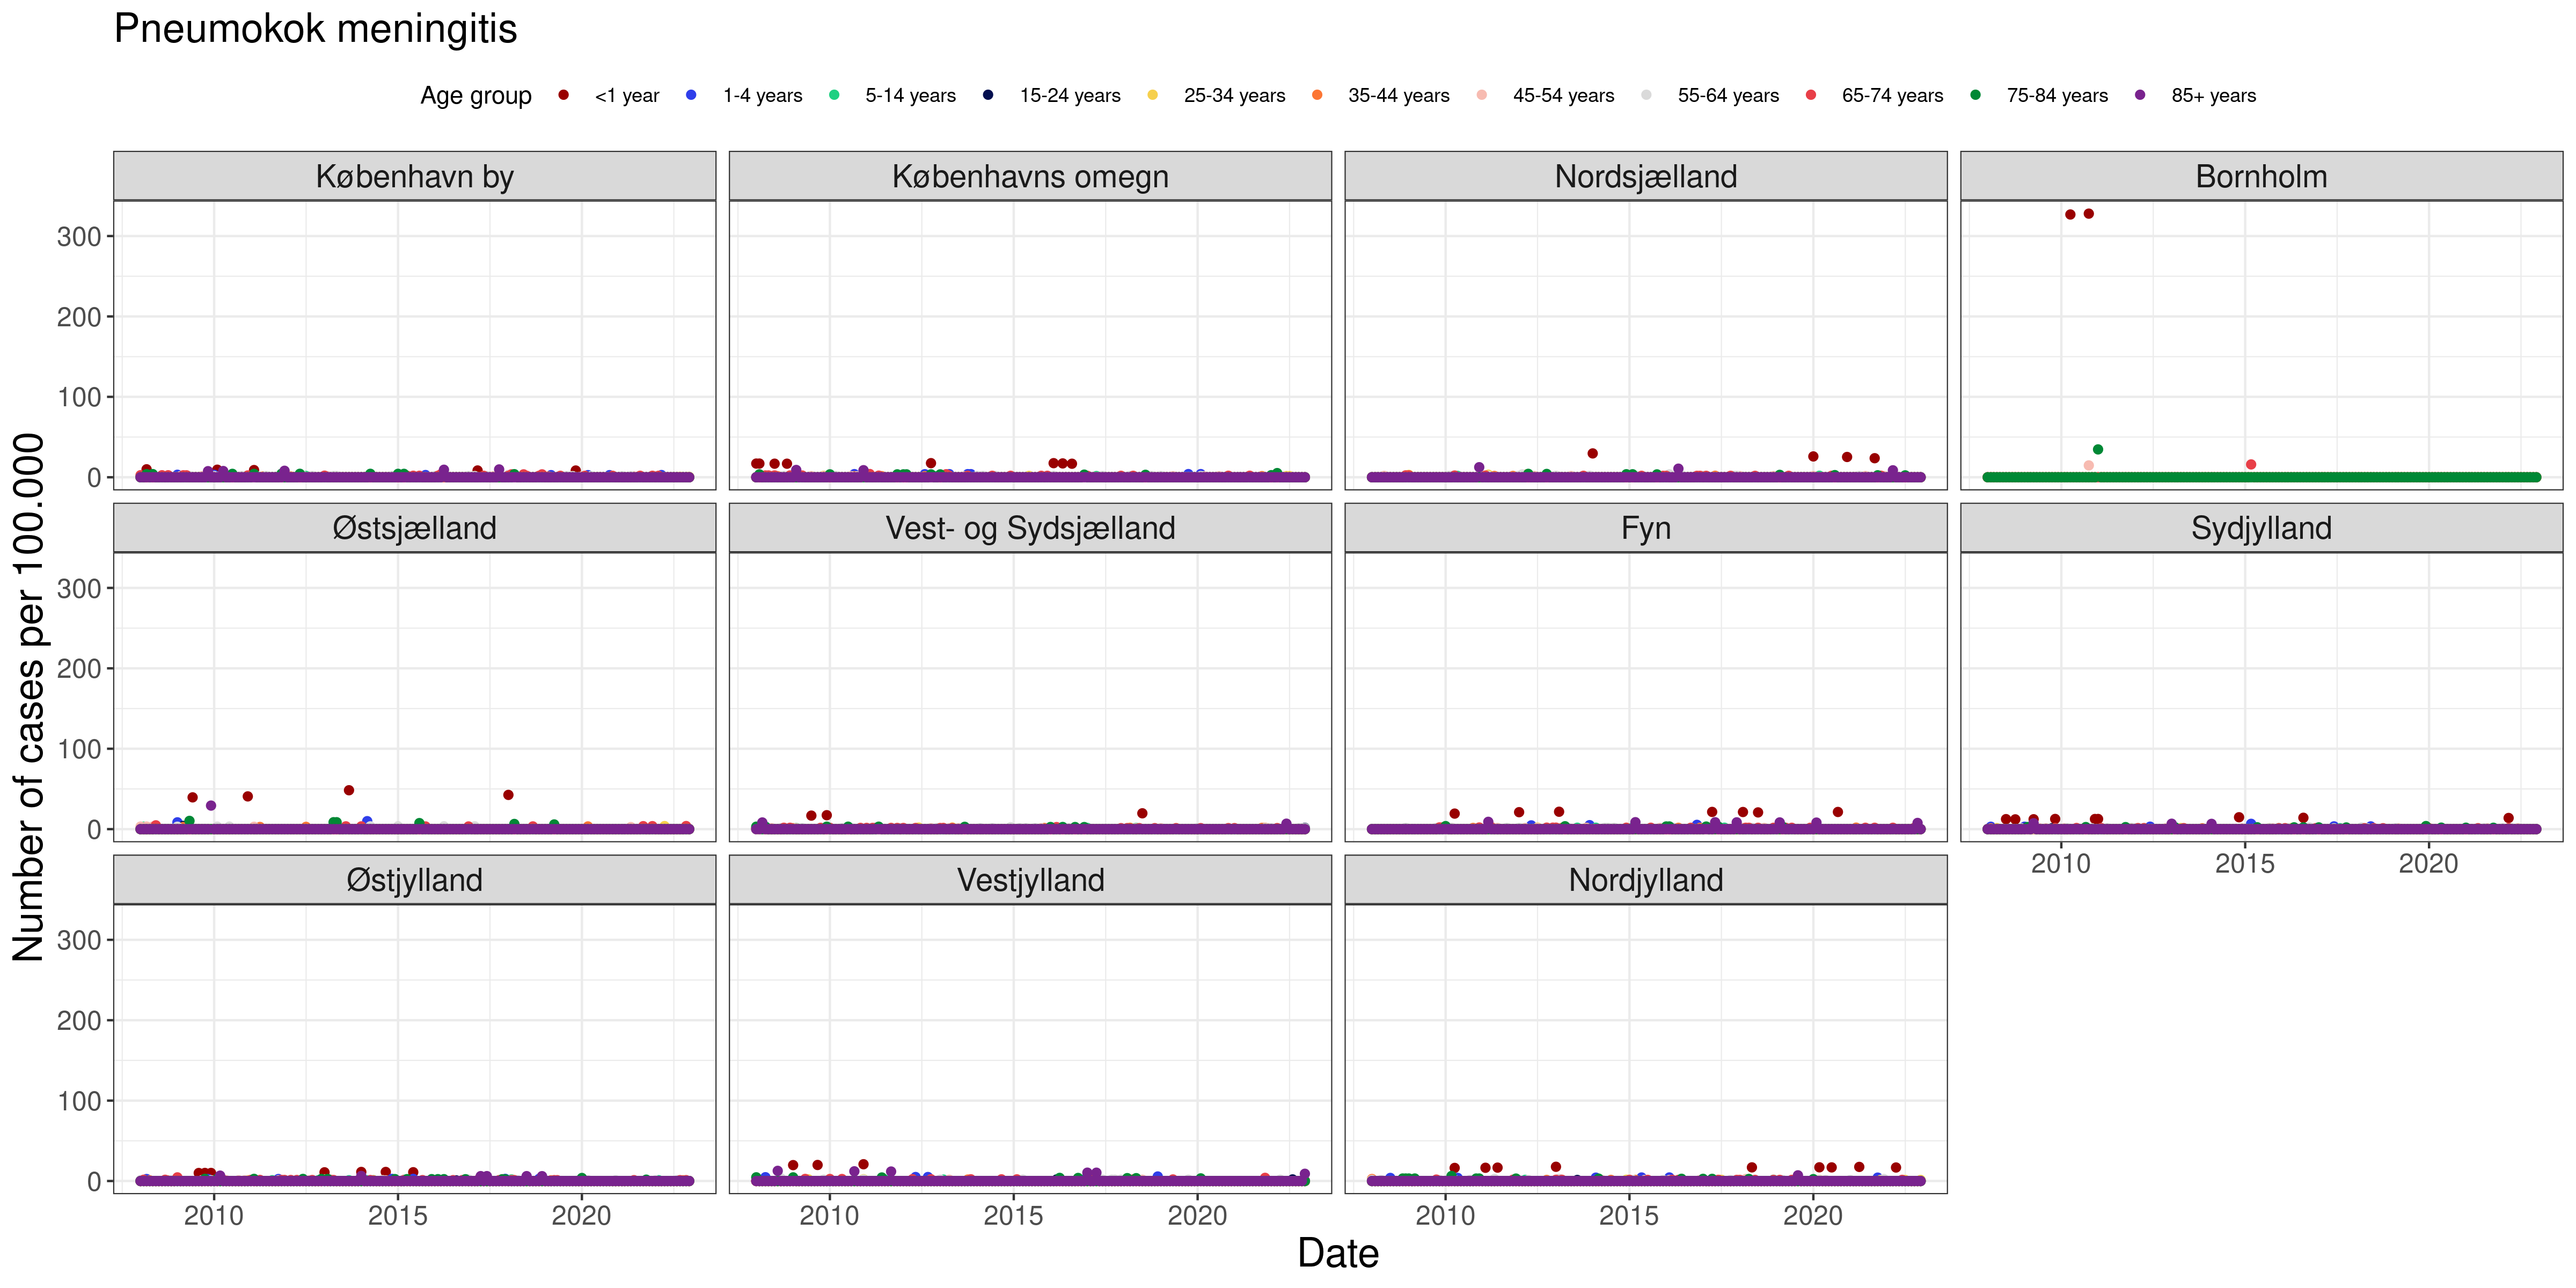 Pneumokok meningitis
Age group <1 year 1-4 years 5-14 years 15-24 years 25-34 years 35-44 years 45-54 years 55-64 years 65-74 years 75-84 years 85+ years
København by Københavns omegn Nordsjælland Bornholm
300
200
100
0
Østsjælland Vest- og Sydsjælland Fyn Sydjylland
300
200
100
0
2010 2015 2020
Østjylland Vestjylland Nordjylland
300
200
100
0
2010 2015 2020 2010 2015 2020 2010 2015 2020
Date
Number of cases per 100.000